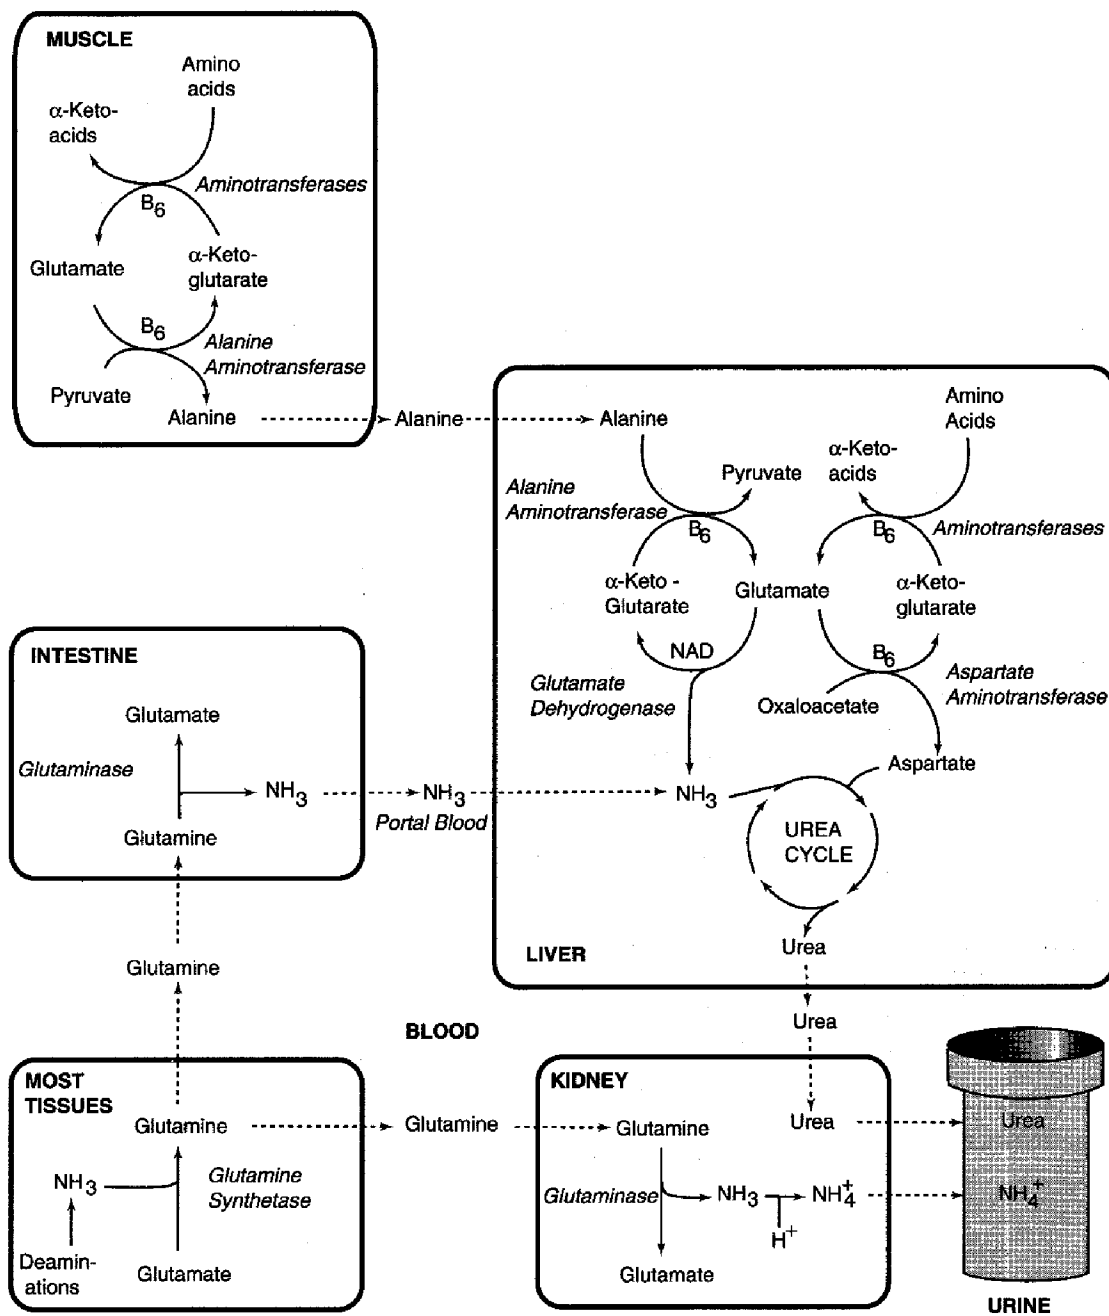 MUSCLE
Amino
acids
α-Keto-
acids
Aminotransferases
B6
Glutamate
α-Keto-
glutarate
B6
Alanine
Aminotransferase
Pyruvate
Alanine
Alanine
Alanine
Amino
Acids
α-Keto-
acids
Pyruvate
Alanine
Aminotransferase
B6
B6
Aminotransferases
α-Keto -
Glutarate
Glutamate
α-Keto-
glutarate
NAD
B6
Glutamate
Dehydrogenase
Oxaloacetate
Aspartate
Aminotransferase
Aspartate
NH3
UREA
CYCLE
Urea
LIVER
INTESTINE
Glutamate
Glutaminase
NH3
NH3
Portal Blood
Glutamine
Glutamine
BLOOD
Urea
MOST
TISSUES
Glutamine
NH3
Glutamine
Synthetase
Deamin-
ations
Glutamate
Glutamine
KIDNEY
Glutamine
Urea
Glutaminase
NH3
NH4+
H+
Glutamate
Urea
NH4+
URINE